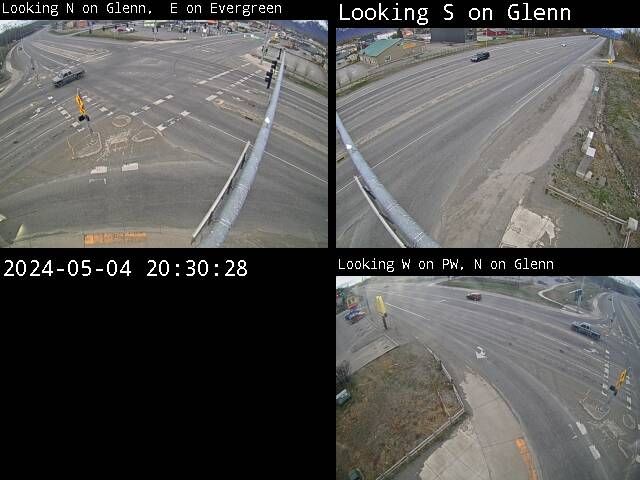 Looking N on Glenn,  E on Evergreen
Looking S on Glenn
2024-05-04 20:30:28
Looking W on PW, N on Glenn